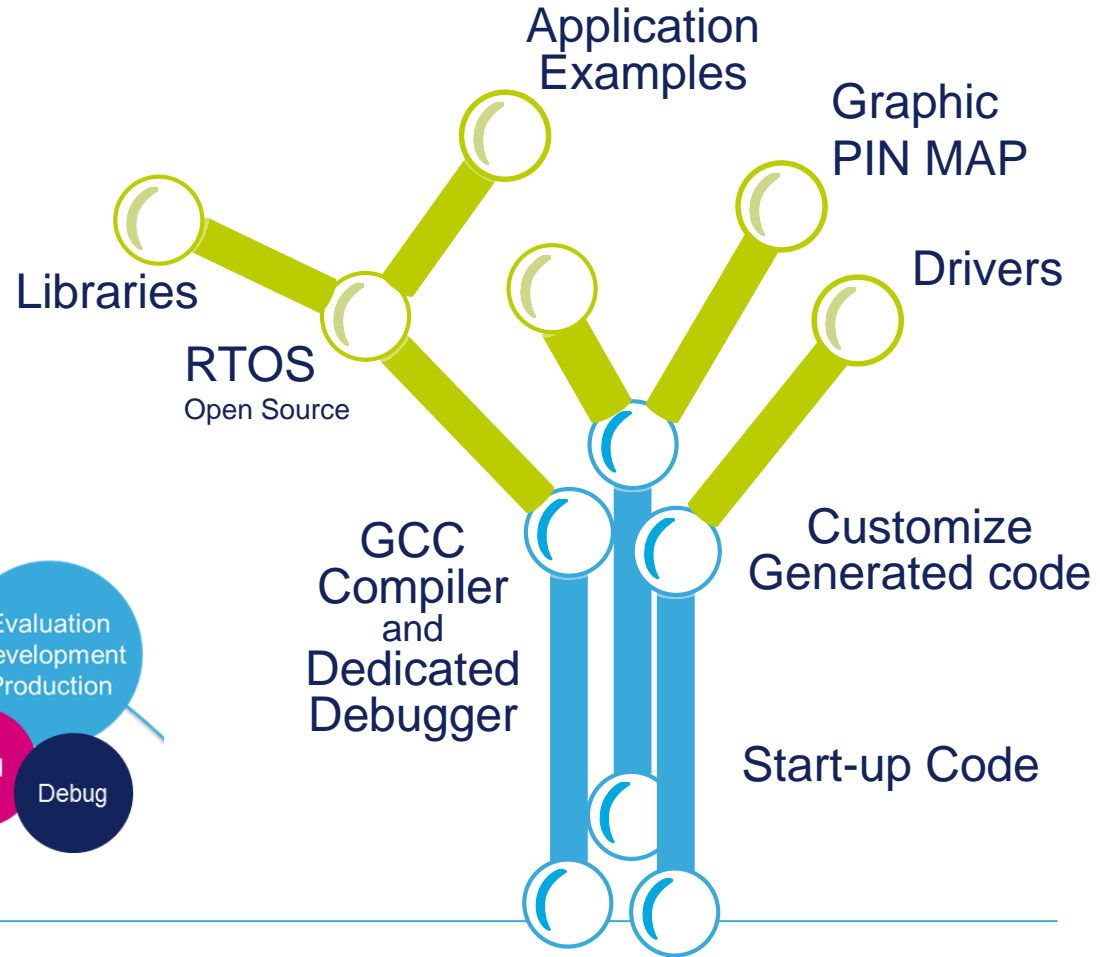 Application
Examples
Graphic
PIN MAP
Drivers
Libraries
RTOS
Open Source
GCC
Compiler
and
Dedicated
Debugger
Customize
Generated code
Start-up Code
Evaluation
Development
Production
Debug